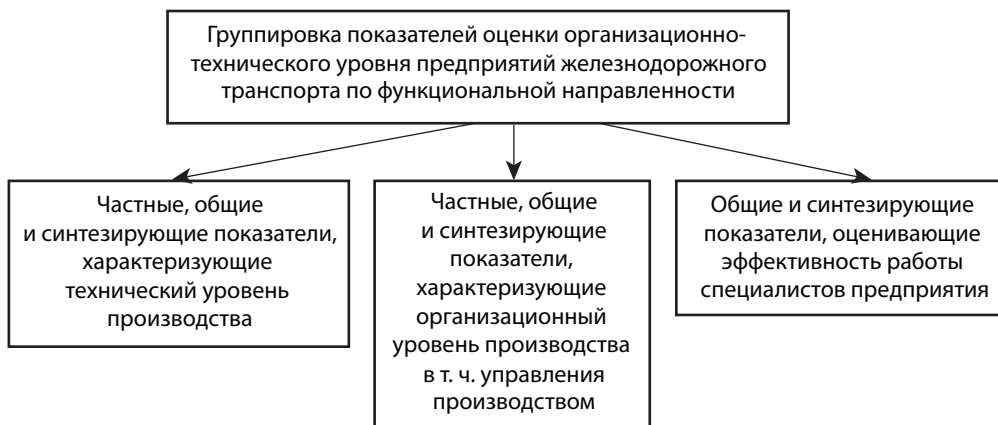 Группировка показателей оценки организационно-
технического уровня предприятий железнодорожного
транспорта по функциональной направленности
Частные, общие
и синтезирующие показатели,
характеризующие
технический уровень
производства
Частные, общие
и синтезирующие
показатели,
характеризующие
организационный
уровень производства
в т. ч. управления
производством
Общие и синтезирующие
показатели, оценивающие
эффективность работы
специалистов предприятия